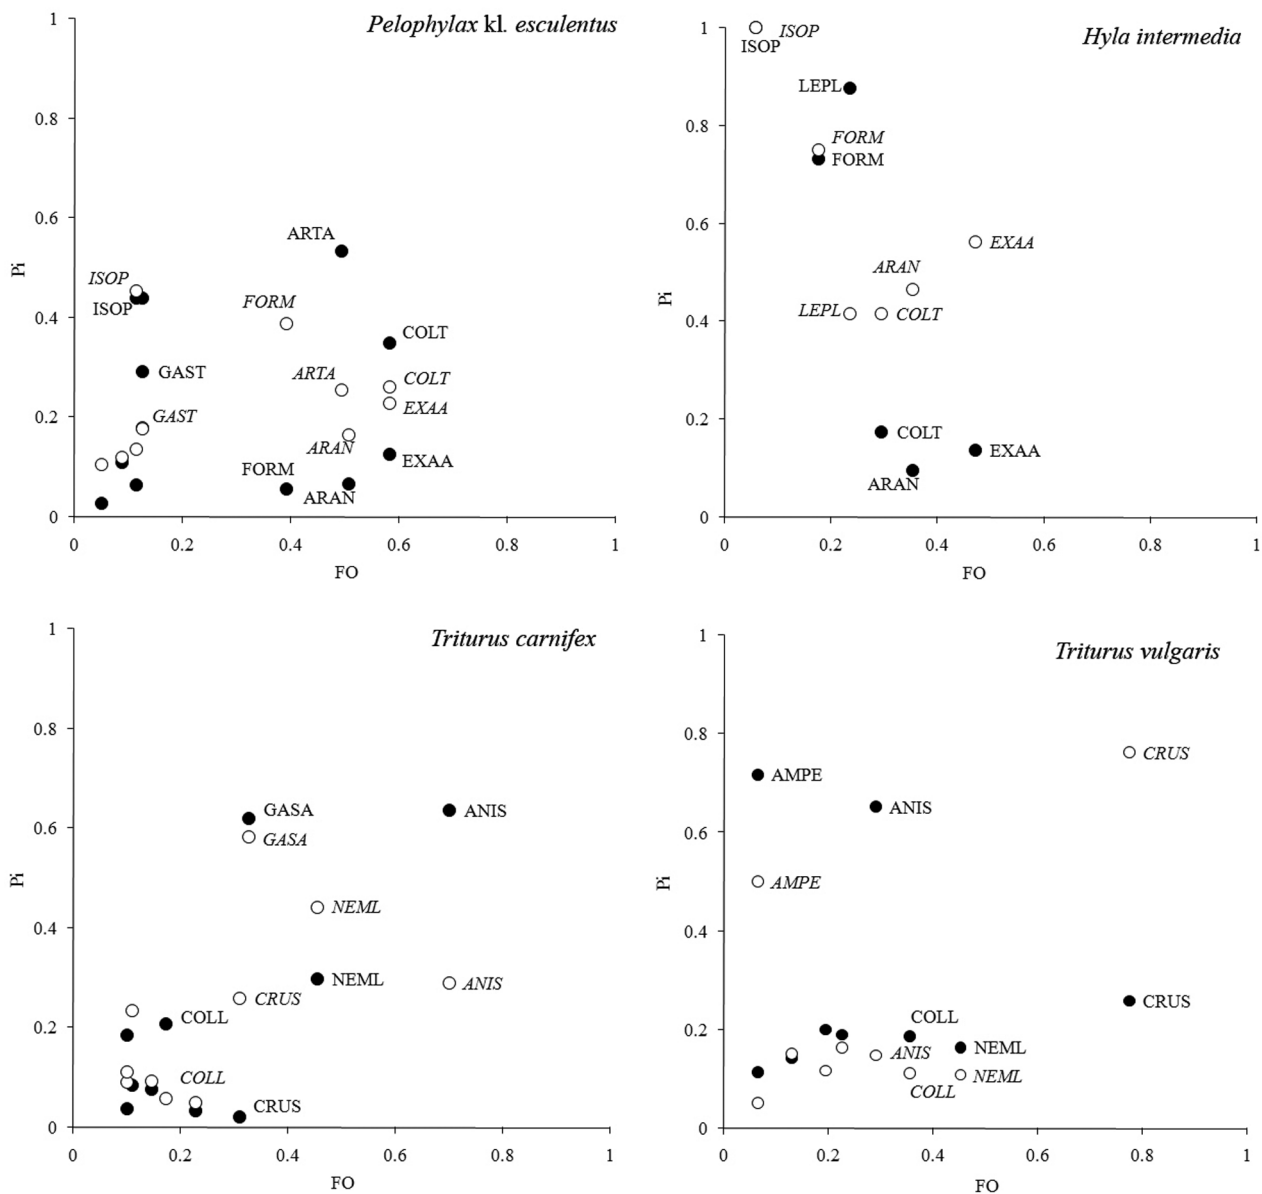 Pelophylax kl. esculentus
1
0.8
0.6
0.4
0.2
0
Pi
ARTA
ISOP
ISOP
FORM
COLT
GAST
ARTA
COLT
EXAA
GAST
ARAN
FORM
EXAA
ARAN
0 0.2 0.4 0.6 0.8 1
FO
Hyla intermedia
1
0.8
0.6
0.4
0.2
0
Pi
ISOP
ISOP
LEPL
FORM
FORM
EXAA
ARAN
LEPL
COLT
COLT
EXAA
ARAN
0 0.2 0.4 0.6 0.8 1
FO
Triturus carnifex
1
0.8
0.6
0.4
0.2
0
Pi
GASA
ANIS
GASA
NEML
NEML
ANIS
CRUS
COLL
COLL
CRUS
0 0.2 0.4 0.6 0.8 1
FO
Triturus vulgaris
1
0.8
0.6
0.4
0.2
0
Pi
CRUS
AMPE
ANIS
AMPE
CRUS
COLL
NEML
ANIS
NEML
COLL
0 0.2 0.4 0.6 0.8 1
FO